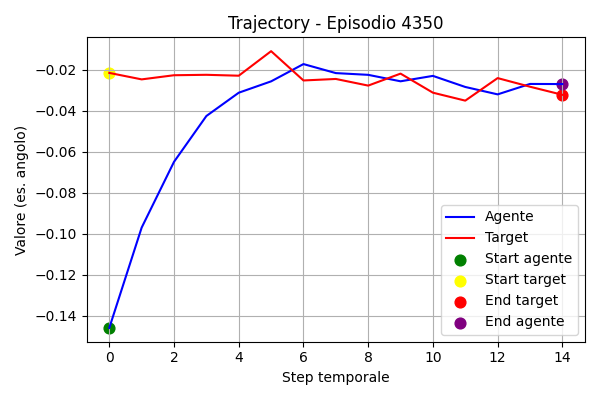 Trajectory - Episodio 4350
Valore (es. angolo)
−0.02
−0.04
−0.06
−0.08
−0.10
−0.12
−0.14
0 2 4 6 8 10 12 14
Step temporale
Agente
Target
Start agente
Start target
End target
End agente